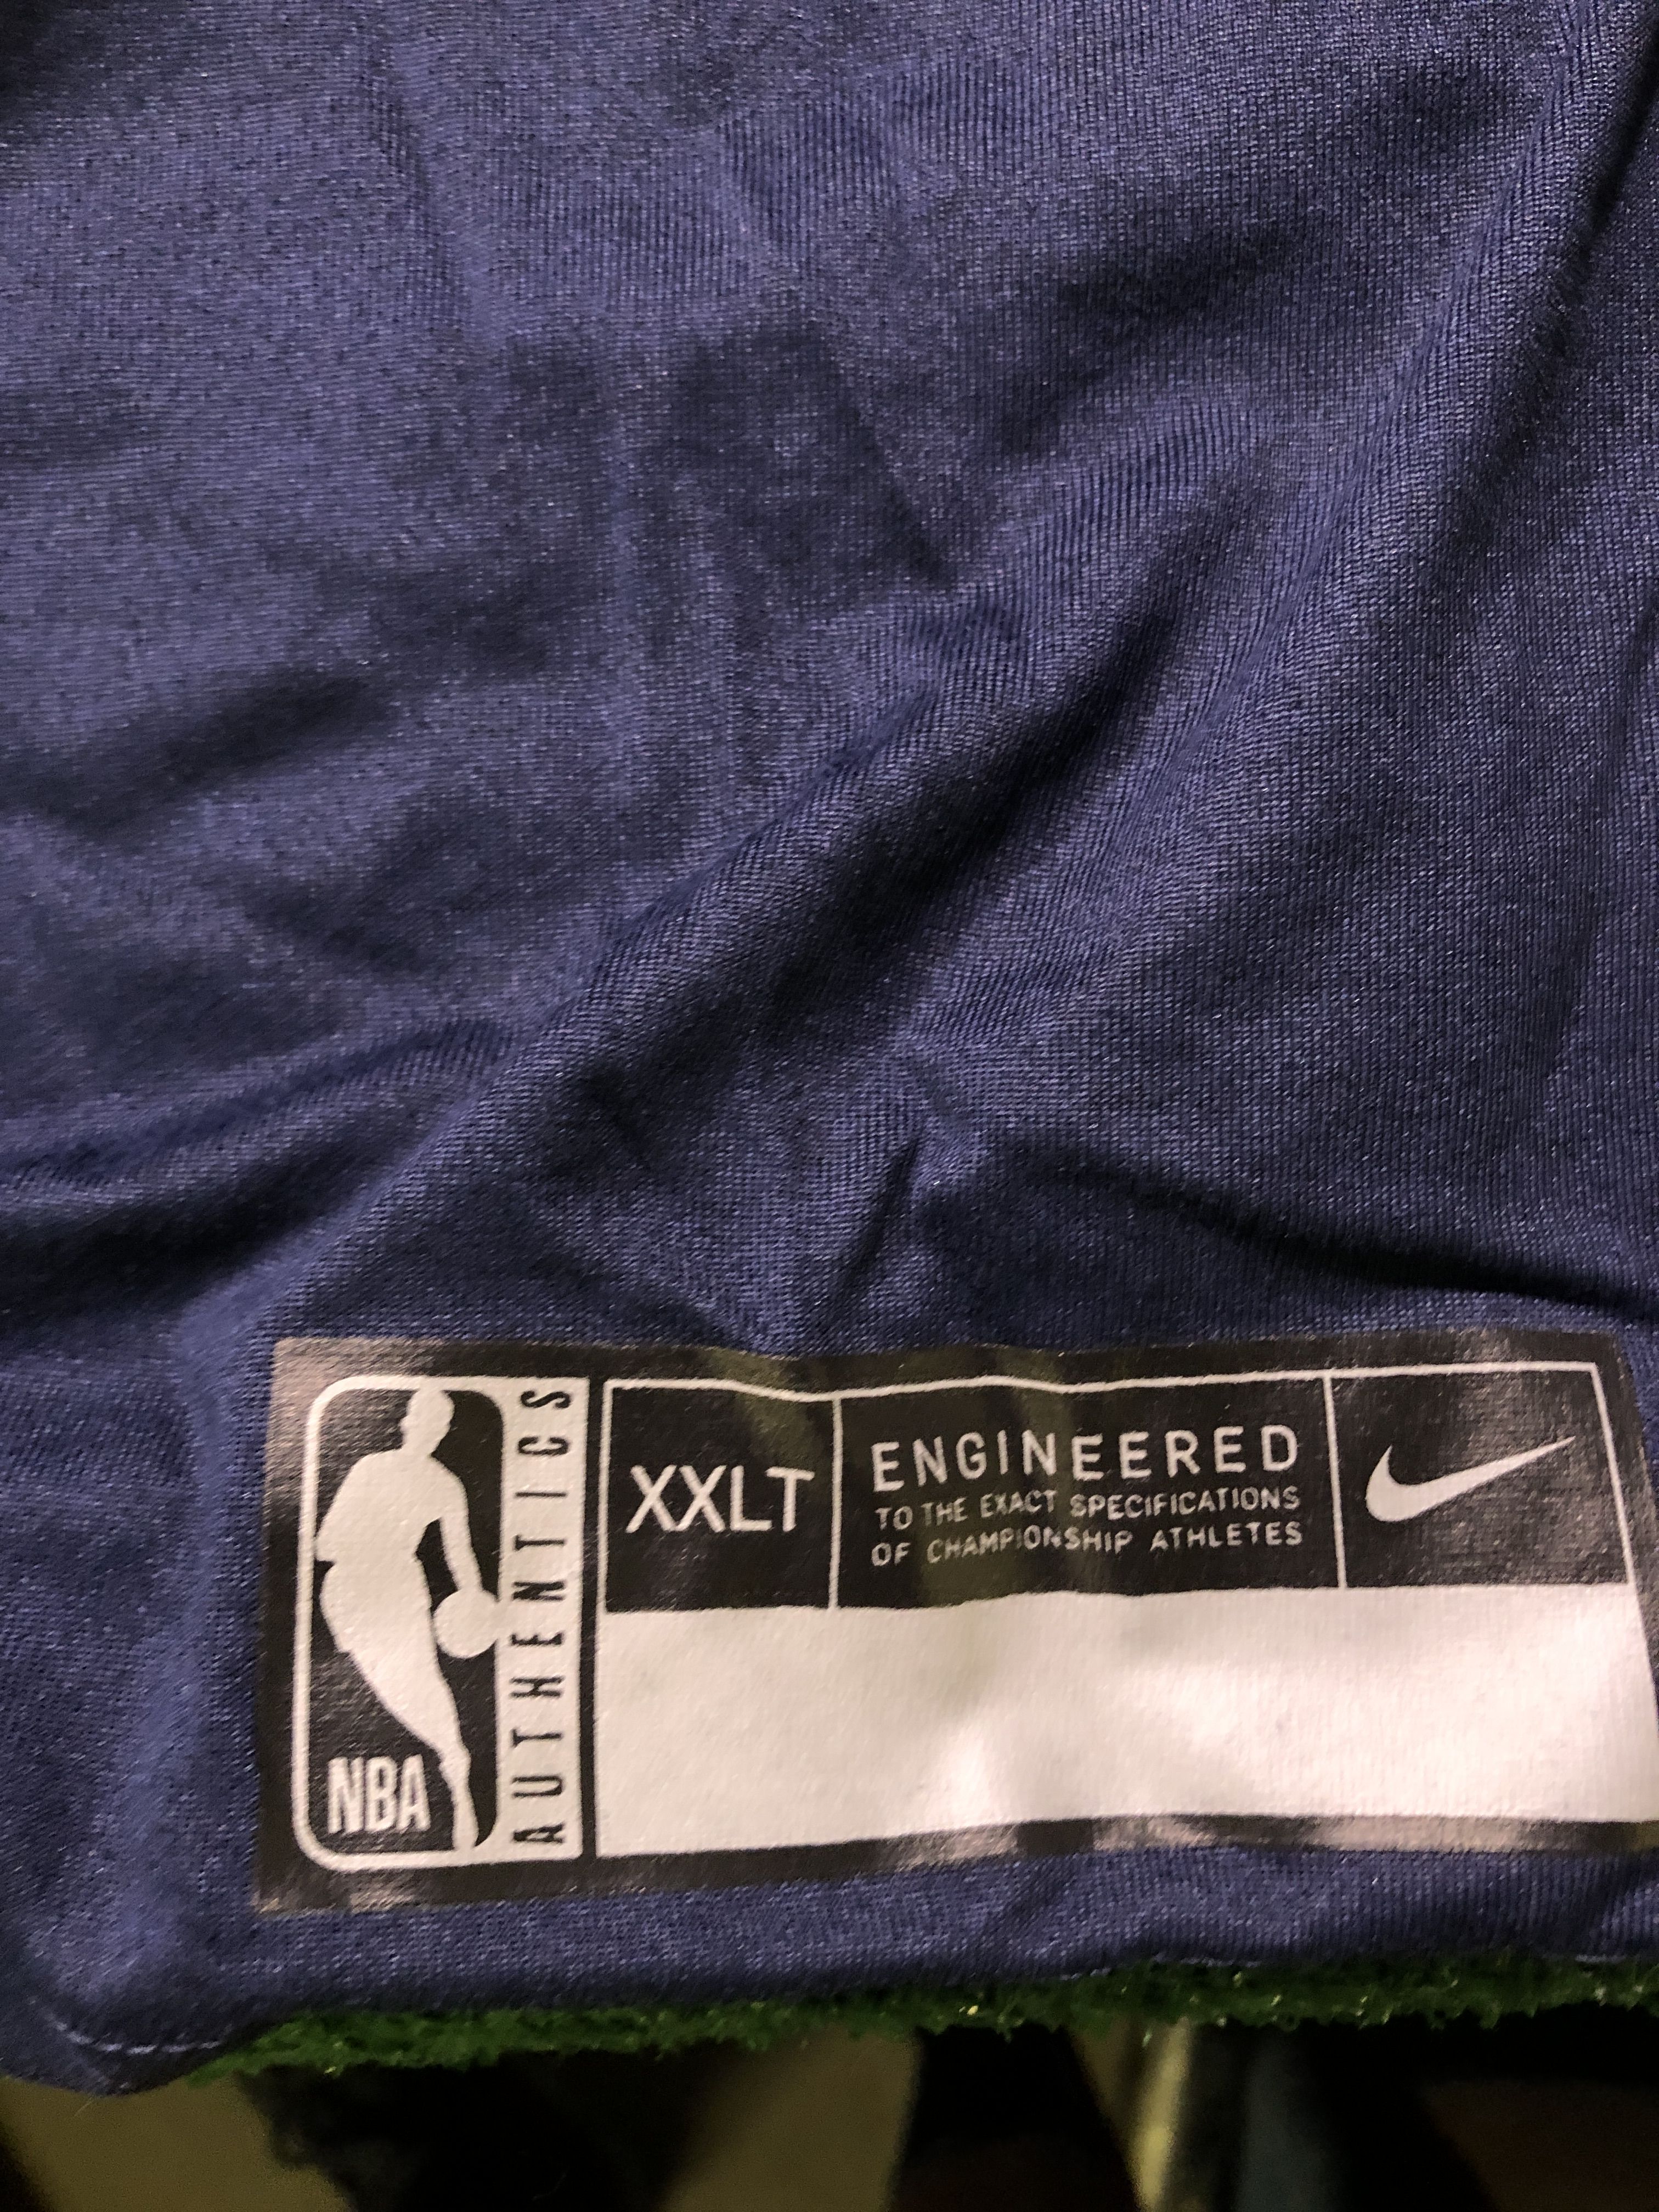 NBA
AUTHENTICS
XXLT
ENGINEERED
TO THE EXACT SPECIFICATIONS
OF CHAMPIONSHIP ATHLETES